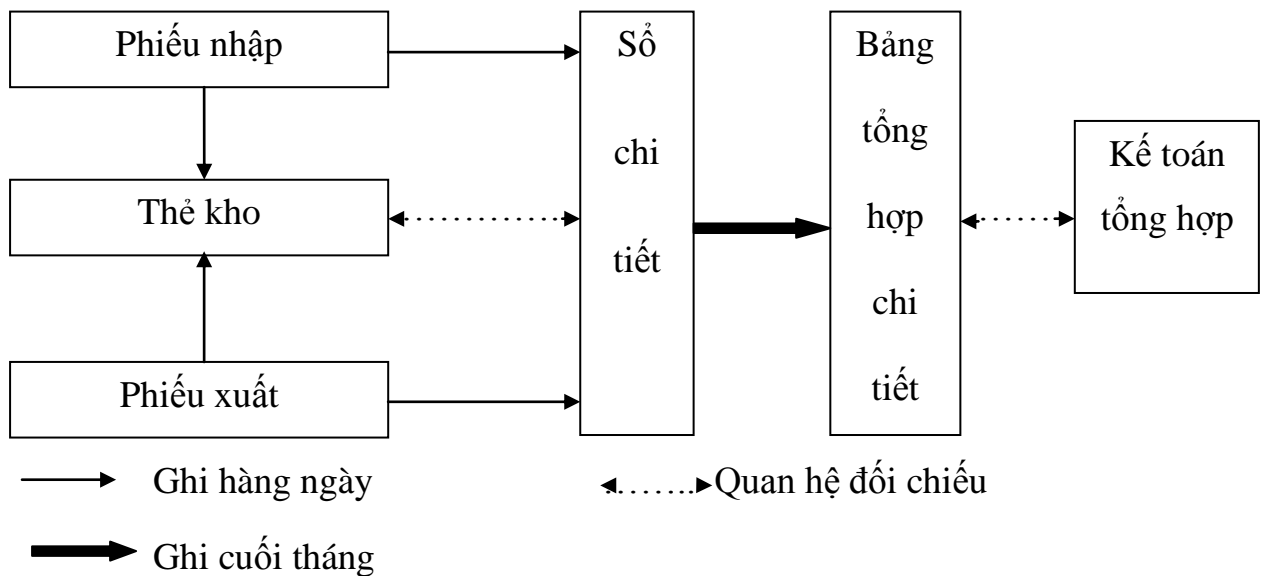 Phiếu nhập
Thẻ kho
Phiếu xuất
Sổ
chi
tiết
Bảng
tổng
hợp
chi
tiết
Kế toán
tổng hợp
Ghi hàng ngày
Quan hệ đối chiếu
Ghi cuối tháng